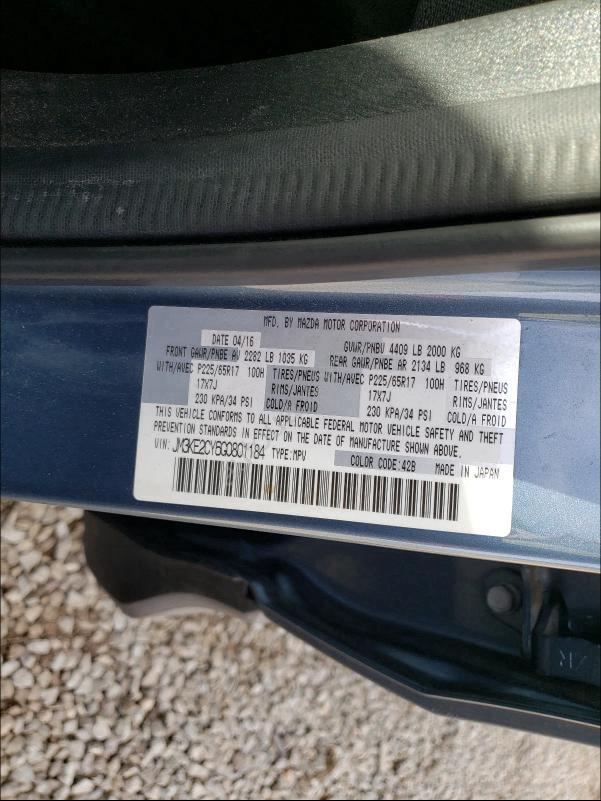 MFD. BY MAZDA MOTOR CORPORATION
DATE 04/16 GVWR/PNBV 4409 LB 2000 KG
FRONT GAWR/PNBE AV 2282 LB 1035 KG REAR GAWR/PNBE AR 2134 LB 968 KG
WITH/AVEC P225/65R17 100H TIRES/PNEUS WITH/AVEC P225/65R17 100H TIRES/PNEUS
17X7J RIMS/JANTES 17X7J RIMS/JANTES
230 KPA/34 PSI COLD/A FROID 230 KPA/34 PSI COLD/A FROID
THIS VEHICLE CONFORMS TO ALL APPLICABLE FEDERAL MOTOR VEHICLE SAFETY AND THEFT
PREVENTION STANDARDS IN EFFECT ON THE DATE OF MANUFACTURE SHOWN ABOVE.
VIN: JM3KE2CY6G0801184 TYPE:MPV COLOR CODE:42B MADE IN JAPAN